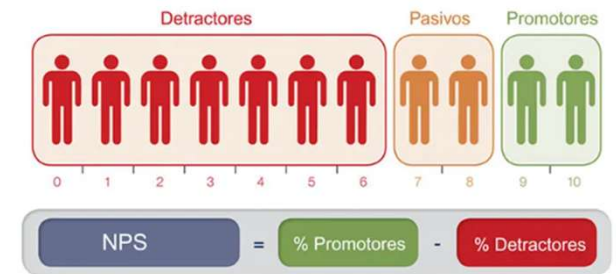 Detractores Pasivos Promotores
0 1 2 3 4 5 6 7 8 9 10
NPS = % Promotores - % Detractores